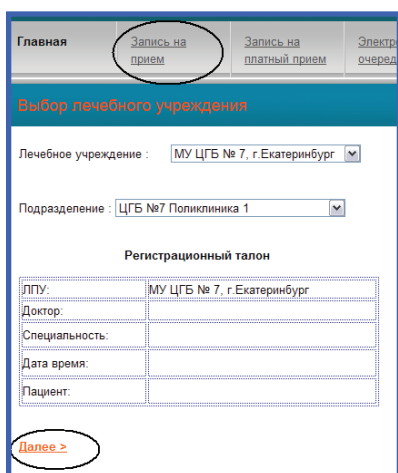 Главная Запись на Запись на
прием платный прием
Выбор лечебного учреждения
Лечебное учреждение : МУ ЦГБ № 7, г.Екатеринбург
Подразделение : ЦГБ №7 Поликлиника 1
Регистрационный талон
ЛПУ: МУ ЦГБ № 7, г.Екатеринбург
Доктор:
Специальность:
Дата время:
Пациент:
Далее >